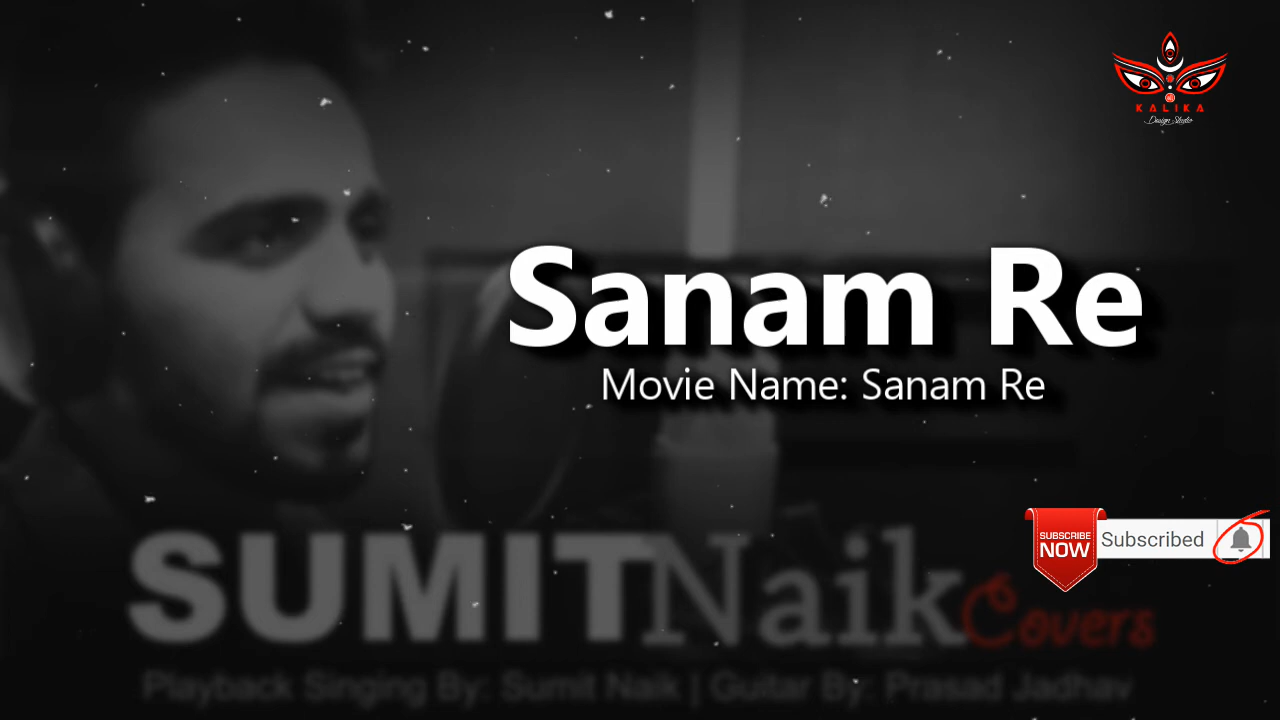 KALIKA
Design Studio
Sanam Re
Movie Name: Sanam Re
SUBSCRIBE
NOW
Subscribed
SUMIT Naik Covers
Playback Singing By: Sumit Naik | Guitar By: Prasad Jadhav